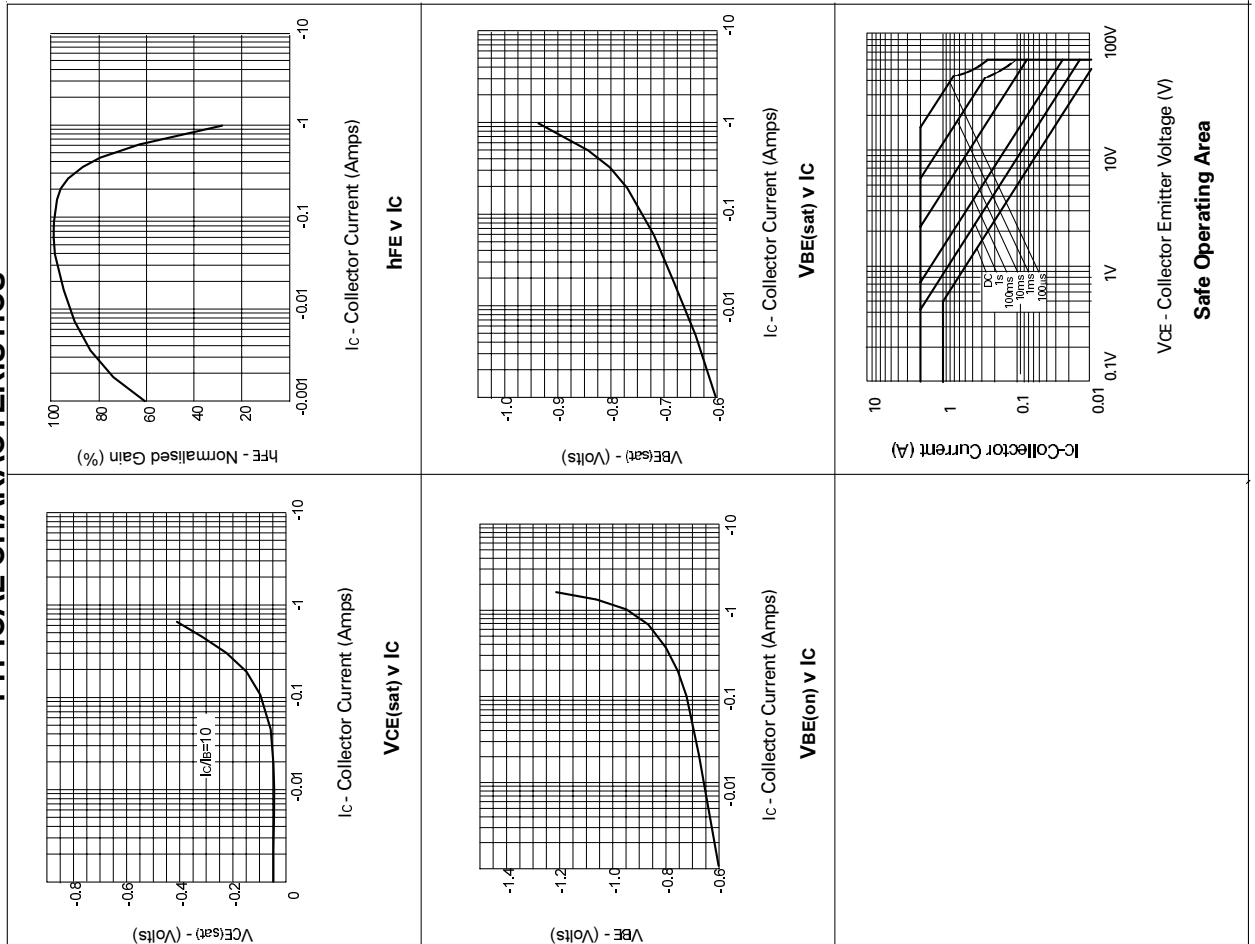 TYPICAL CHARACTERISTICS
VCE(sat) - (Volts)
-0.8
-0.6
-0.4
-0.2
0
IC/IB=10
-0.01
-0.1
-1
-10
IC - Collector Current (Amps)
VCE(sat) v IC
hFE - Normalised Gain (%)
100
80
60
40
20
-0.001
-0.01
-0.1
-1
-10
IC - Collector Current (Amps)
hFE v IC
VBE - (Volts)
-1.4
-1.2
-1.0
-0.8
-0.6
-0.01
-0.1
-1
-10
IC - Collector Current (Amps)
VBE(on) v IC
VBE(sat) - (Volts)
-1.0
-0.9
-0.8
-0.7
-0.6
-0.01
-0.1
-1
-10
IC - Collector Current (Amps)
VBE(sat) v IC
IC-Collector Current (A)
10
1
0.1
0.01
DC
1s
100ms
10ms
1ms
100µs
0.1V
1V
10V
100V
VCE - Collector Emitter Voltage (V)
Safe Operating Area